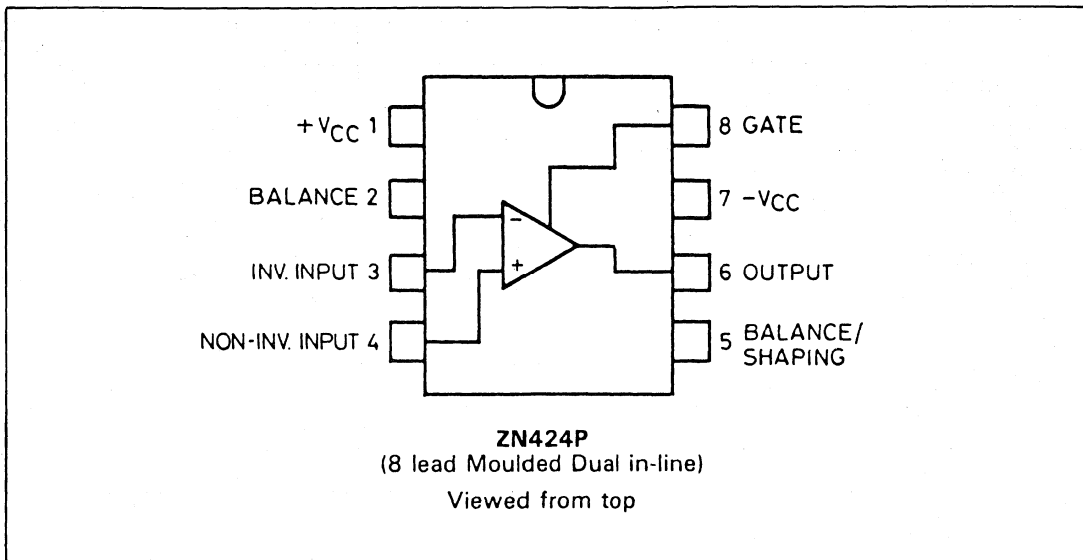 +VCC 1
BALANCE 2
INV. INPUT 3
NON-INV. INPUT 4
8 GATE
7 -VCC
6 OUTPUT
5 BALANCE/
SHAPING
-
+
ZN424P
(8 lead Moulded Dual in-line)
Viewed from top